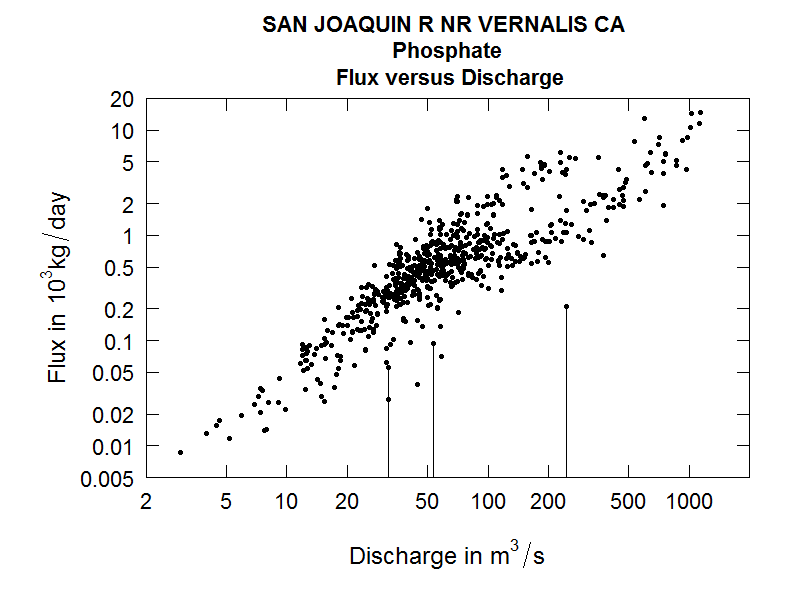 SAN JOAQUIN R NR VERNALIS CA
Phosphate
Flux versus Discharge
Flux in 10³kg/day
20
10
5
2
1
0.5
0.2
0.1
0.05
0.02
0.01
0.005
2 5 10 20 50 100 200 500 1000
Discharge in m³/s